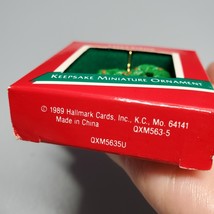 KEEPSAKE MINIATURE ORNAMENT
© 1989 Hallmark Cards, Inc., K.C., Mo. 64141
Made in China QXM563-5
QXM5635U